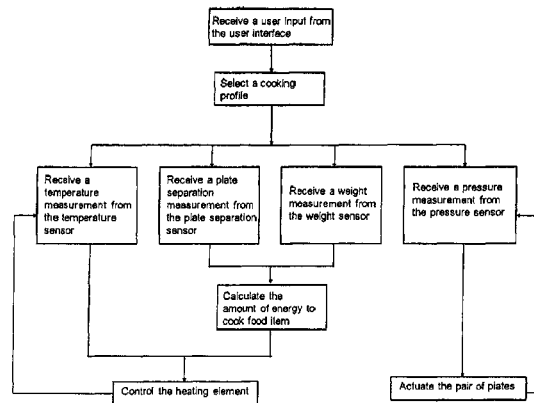 Receive a user Input from
the user interface
Select a cooking
profile
Receive a
temperature
measurement from
the temperature
sensor
Receive a plate
separation
measurement from
the plate separation
sensor
Receive a weight
measurement from
the weight sensor
Receive a pressure
measurement from
the pressure sensor
Calculate the
amount of energy to
cook food item
Control the heating element
Actuate the pair of plates